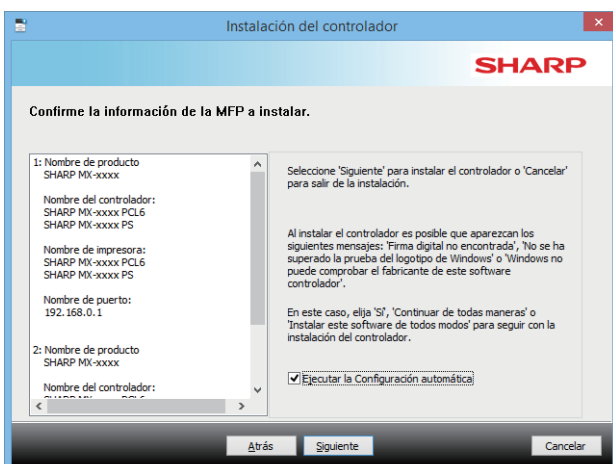 Instalación del controlador
SHARP
Confirme la información de la MFP a instalar.
1: Nombre de producto
SHARP MX-xxxx
Nombre del controlador:
SHARP MX-xxxx PCL6
SHARP MX-xxxx PS
Nombre de impresora:
SHARP MX-xxxx PCL6
SHARP MX-xxxx PS
Nombre de puerto:
192.168.0.1
2: Nombre de producto
SHARP MX-xxxx
Nombre del controlador:
Seleccione 'Siguiente' para instalar el controlador o 'Cancelar'
para salir de la instalación.
Al instalar el controlador es posible que aparezcan los
siguientes mensajes: 'Firma digital no encontrada', 'No se ha
superado la prueba del logotipo de Windows' o 'Windows no
puede comprobar el fabricante de este software
controlador'.
En este caso, elija 'Sí', 'Continuar de todas maneras' o
'Instalar este software de todos modos' para seguir con la
instalación del controlador.
Ejecutar la Configuración automática
Atrás
Siguiente
Cancelar